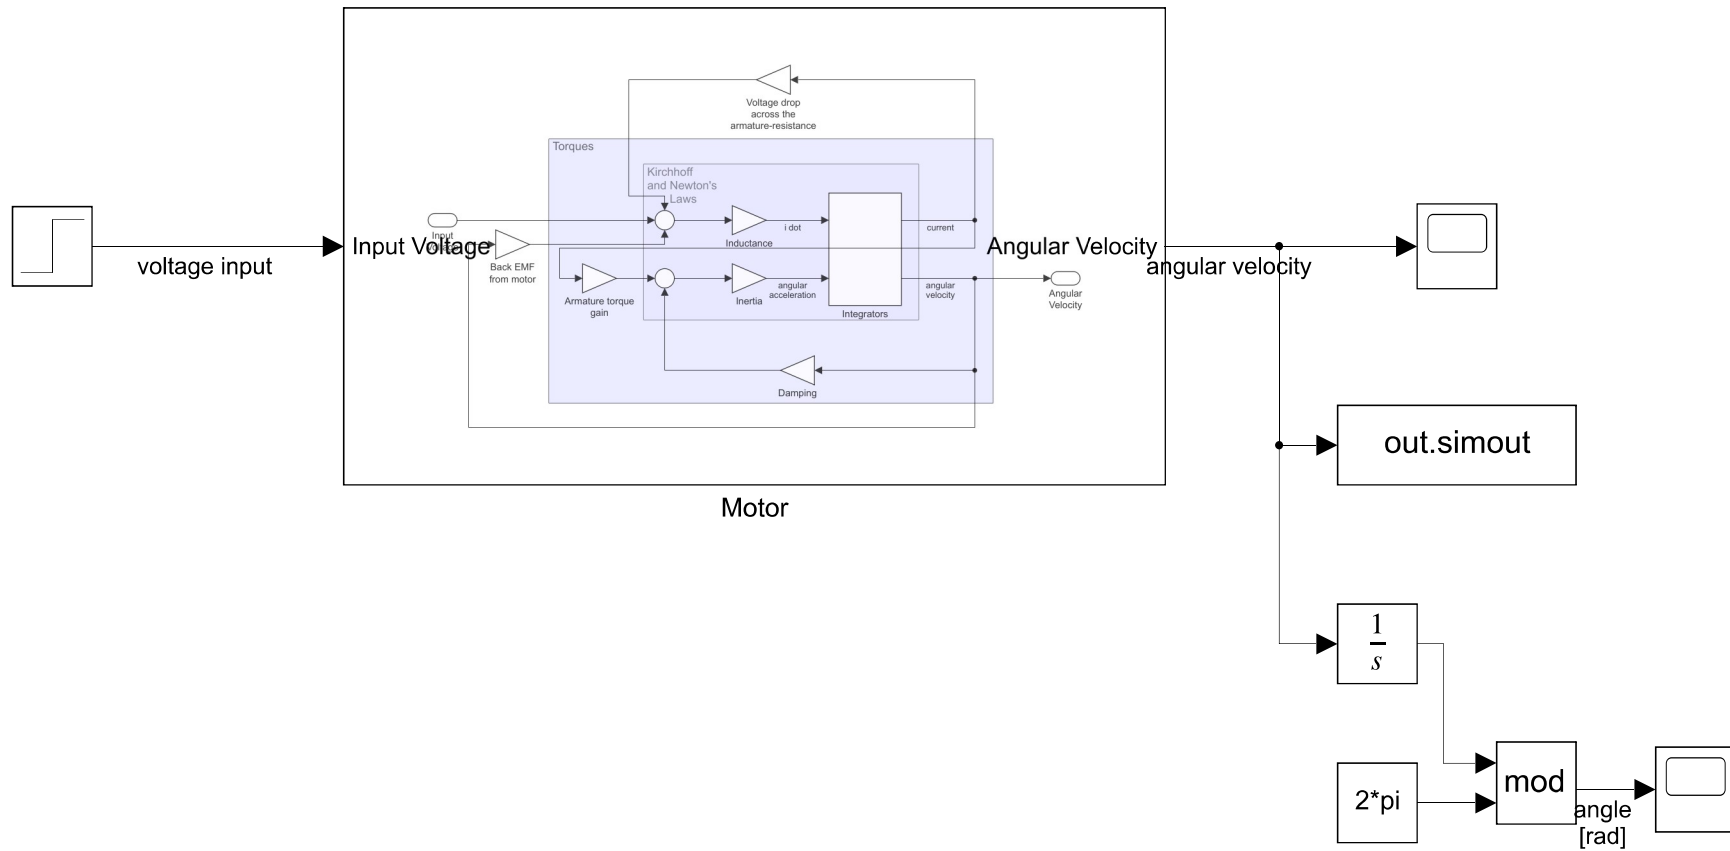 Voltage drop
across the
armature-resistance
Torques
Kirchhoff
and Newton's
Laws
Input
Voltage
Input Voltage
voltage input
Back EMF
from motor
Inductance
i dot
current
Armature torque
gain
Inertia
angular
acceleration
angular
velocity
Integrators
Angular
Velocity
Damping
Angular Velocity
angular velocity
Motor
out.simout
1
s
2*pi
mod
angle
[rad]